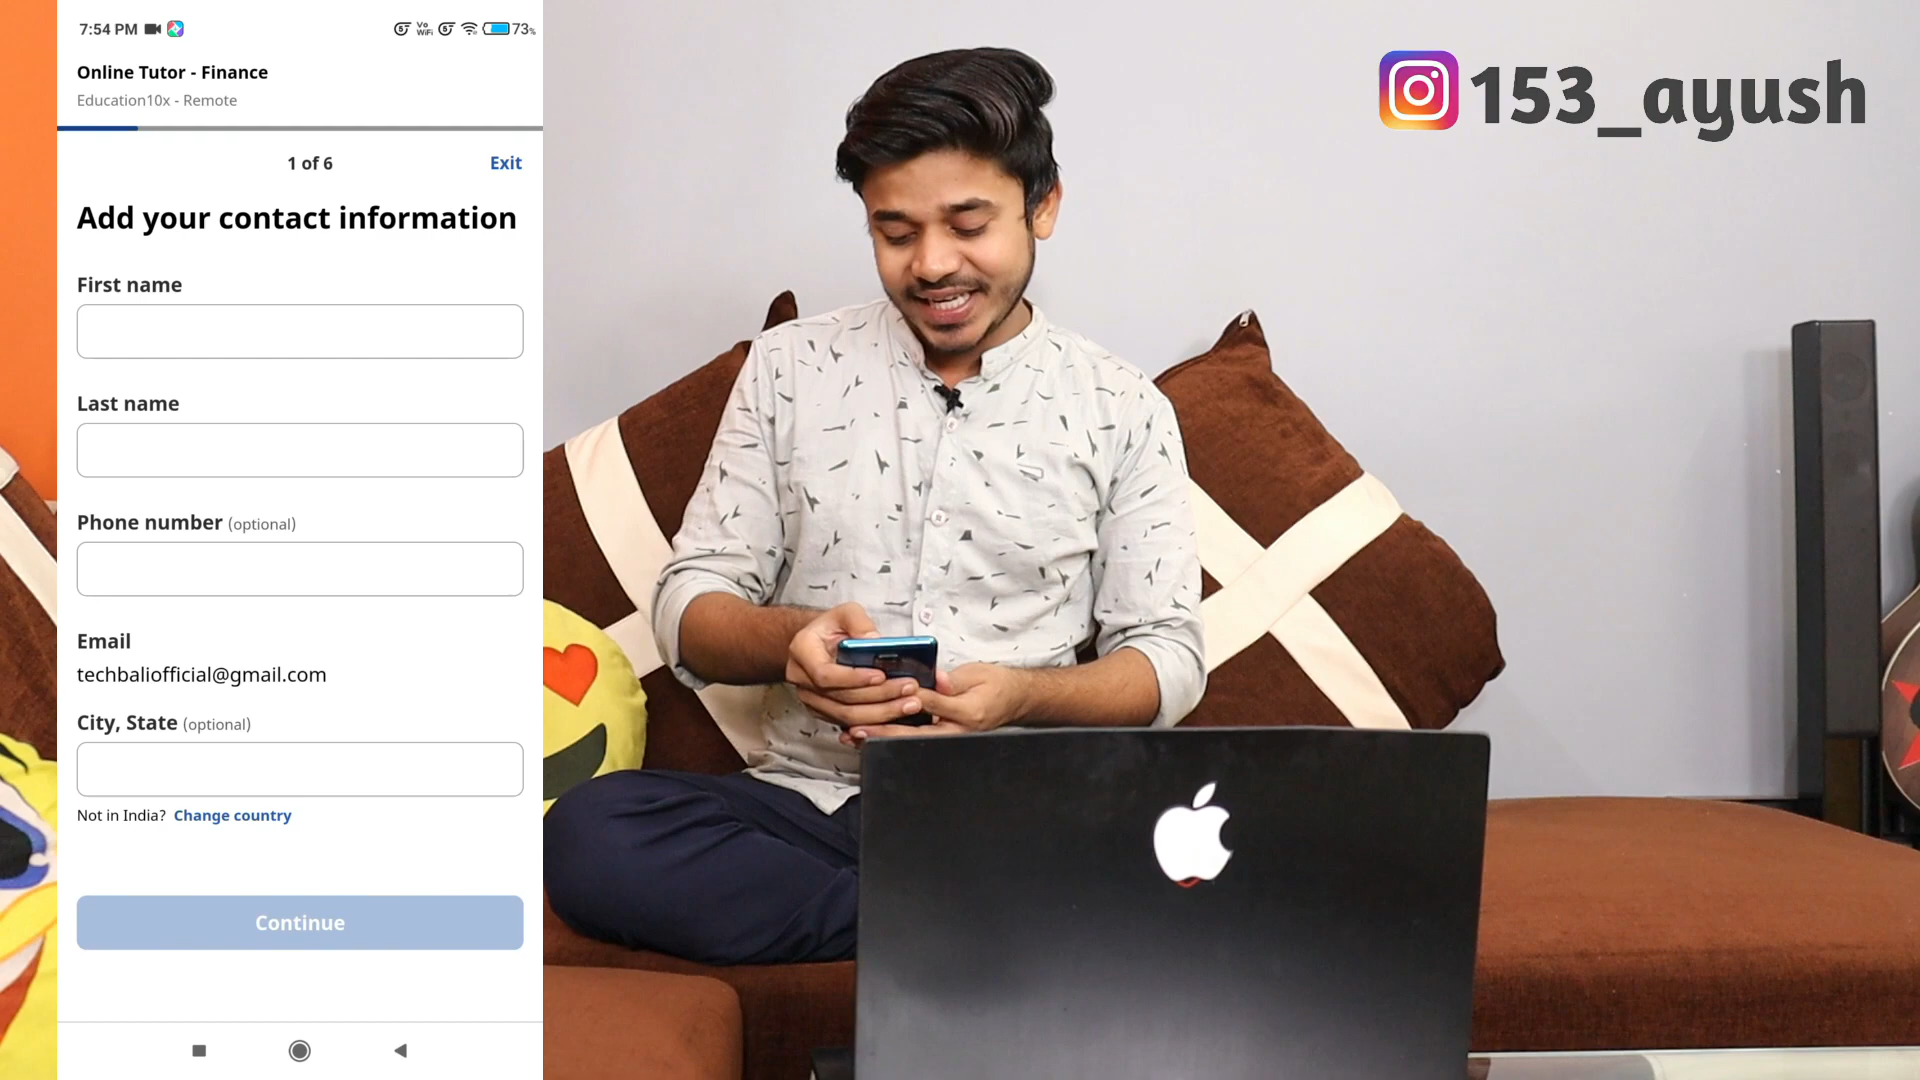 7:54 PM
Vo
WiFi
73%
Online Tutor - Finance
Education10x - Remote
1 of 6
Exit
Add your contact information
First name
Last name
Phone number (optional)
Email
techbaliofficial@gmail.com
City, State (optional)
Not in India? Change country
Continue
153_ayush